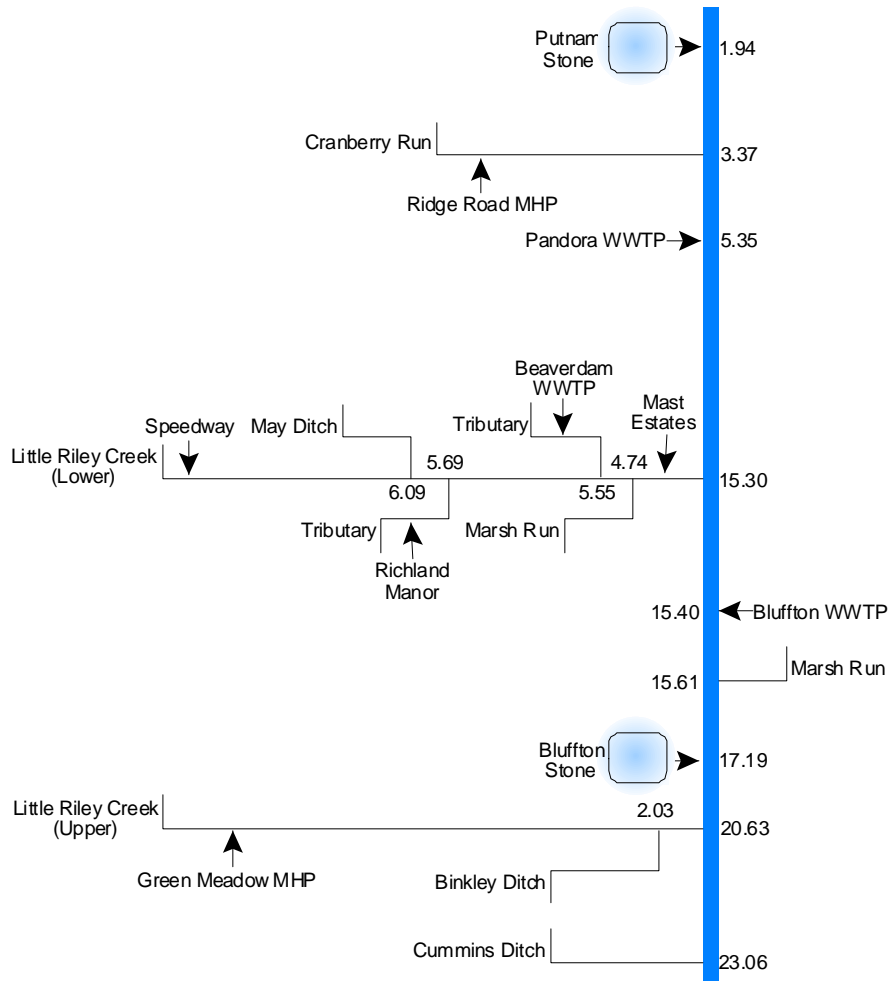 Putnam
Stone
1.94
Cranberry Run
3.37
Ridge Road MHP
Pandora WWTP
5.35
Beaverdam
WWTP
Mast
Estates
Speedway
May Ditch
Tributary
Little Riley Creek
(Lower)
5.69
4.74
15.30
6.09
5.55
Tributary
Marsh Run
Richland
Manor
15.40
Bluffton WWTP
15.61
Marsh Run
Bluffton
Stone
17.19
Little Riley Creek
(Upper)
2.03
20.63
Green Meadow MHP
Binkley Ditch
Cummins Ditch
23.06